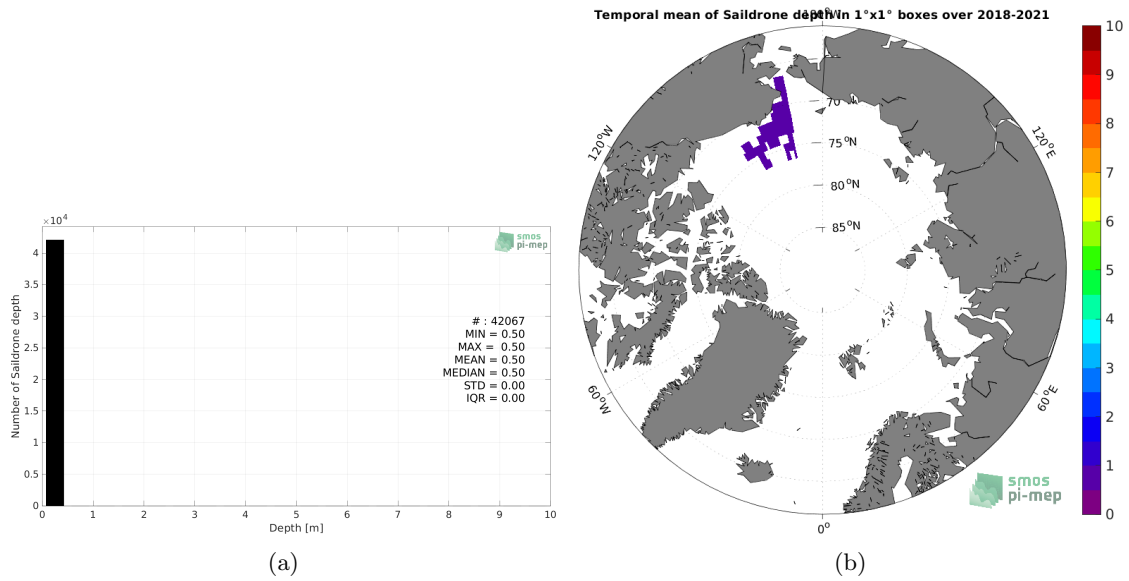 ×10⁴
4
3.5
3
2.5
2
1.5
1
0.5
0
0 1 2 3 4 5 6 7 8 9 10
Number of Saildrone depth
Depth [m]
smos
pi-mep
# : 42067
MIN = 0.50
MAX = 0.50
MEAN = 0.50
MEDIAN = 0.50
STD = 0.00
IQR = 0.00
(a)
Temporal mean of Saildrone depth in 1°x1° boxes over 2018-2021
180°W
120°W
120°E
60°W
60°E
0°
70°N
75°N
80°N
85°N
10
9
8
7
6
5
4
3
2
1
0
smos
pi-mep
(b)